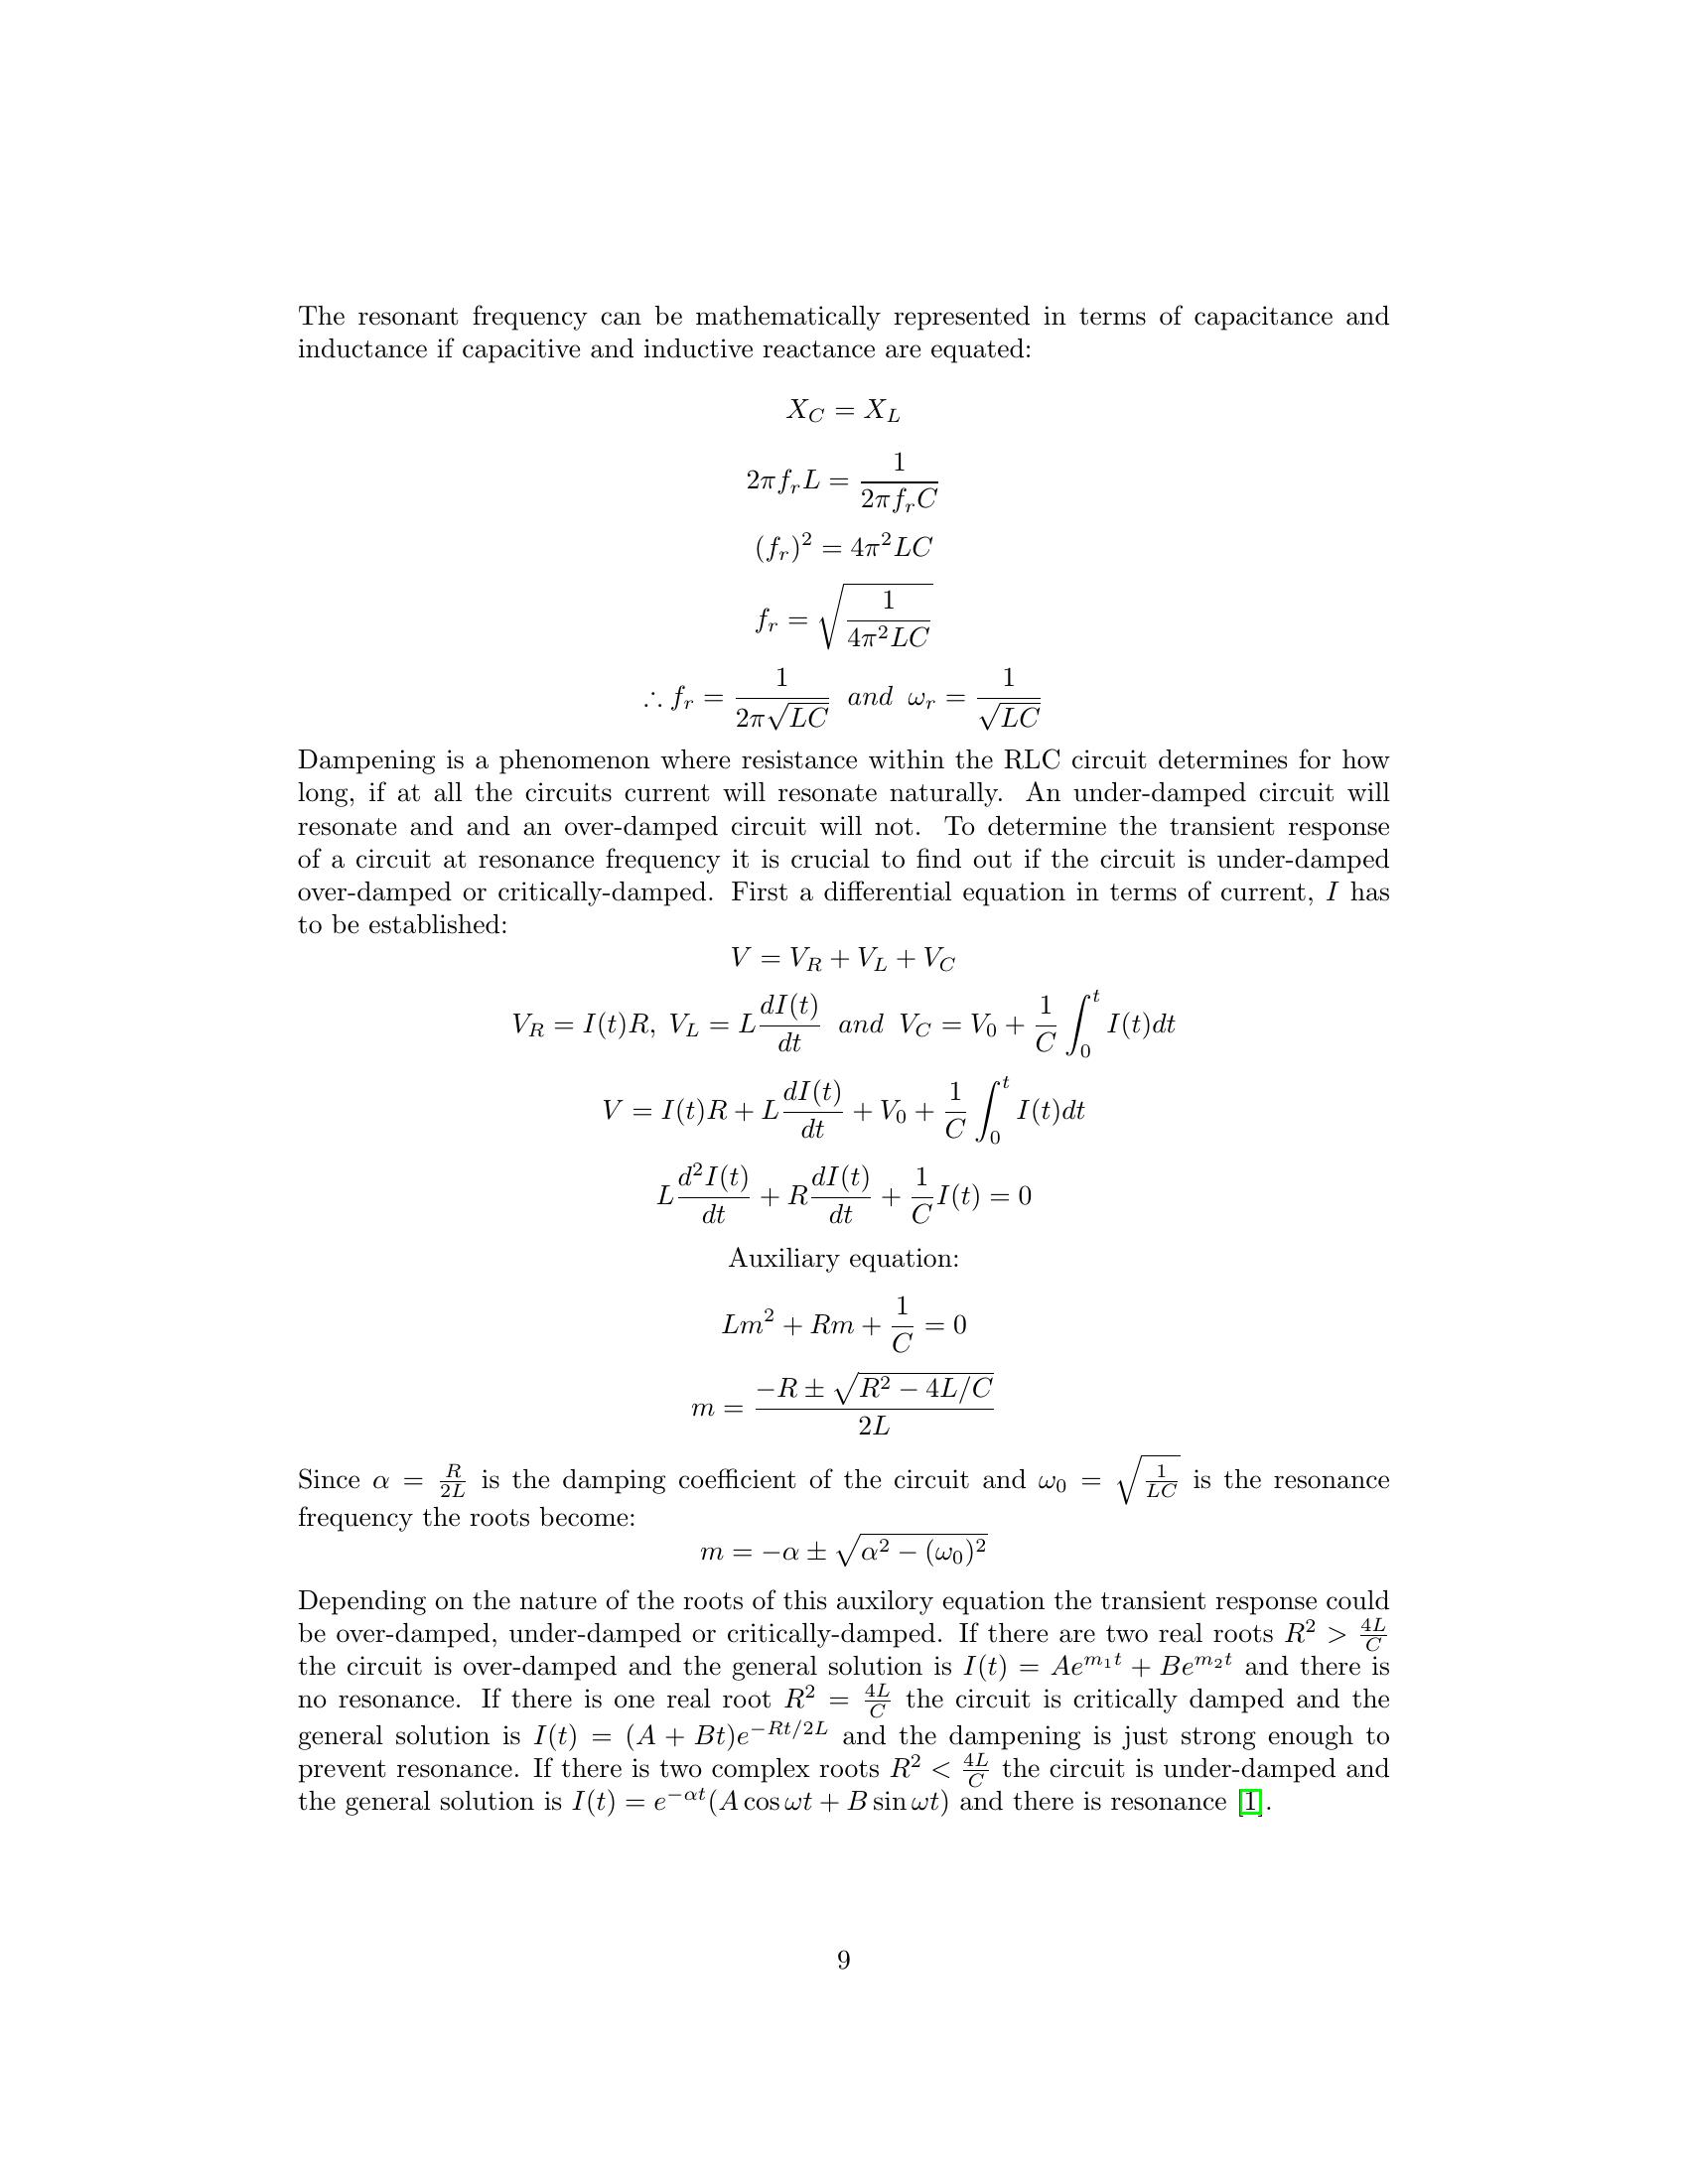 The resonant frequency can be mathematically represented in terms of capacitance and
inductance if capacitive and inductive reactance are equated:
$X_C = X_L$
$2\pi f_r L = \frac{1}{2\pi f_r C}$
$(f_r)^2 = 4\pi^2 LC$
$f_r = \sqrt{\frac{1}{4\pi^2 LC}}$
$\therefore f_r = \frac{1}{2\pi\sqrt{LC}} \ and \ \omega_r = \frac{1}{\sqrt{LC}}$
Dampening is a phenomenon where resistance within the RLC circuit determines for how
long, if at all the circuits current will resonate naturally. An under-damped circuit will
resonate and and an over-damped circuit will not. To determine the transient response
of a circuit at resonance frequency it is crucial to find out if the circuit is under-damped
over-damped or critically-damped. First a differential equation in terms of current, $I$ has
to be established:
$V = V_R + V_L + V_C$
$V_R = I(t)R, \ V_L = L\frac{dI(t)}{dt} \ and \ V_C = V_0 + \frac{1}{C}\int_0^t I(t)dt$
$V = I(t)R + L\frac{dI(t)}{dt} + V_0 + \frac{1}{C}\int_0^t I(t)dt$
$L\frac{d^2I(t)}{dt} + R\frac{dI(t)}{dt} + \frac{1}{C}I(t) = 0$
Auxiliary equation:
$Lm^2 + Rm + \frac{1}{C} = 0$
$m = \frac{-R \pm \sqrt{R^2 - 4L/C}}{2L}$
Since $\alpha = \frac{R}{2L}$ is the damping coefficient of the circuit and $\omega_0 = \sqrt{\frac{1}{LC}}$ is the resonance
frequency the roots become:
$m = -\alpha \pm \sqrt{\alpha^2 - (\omega_0)^2}$
Depending on the nature of the roots of this auxilory equation the transient response could
be over-damped, under-damped or critically-damped. If there are two real roots $R^2 > \frac{4L}{C}$
the circuit is over-damped and the general solution is $I(t) = Ae^{m_1t} + Be^{m_2t}$ and there is
no resonance. If there is one real root $R^2 = \frac{4L}{C}$ the circuit is critically damped and the
general solution is $I(t) = (A + Bt)e^{-Rt/2L}$ and the dampening is just strong enough to
prevent resonance. If there is two complex roots $R^2 < \frac{4L}{C}$ the circuit is under-damped and
the general solution is $I(t) = e^{-\alpha t}(A\cos\omega t + B\sin\omega t)$ and there is resonance [1].
9